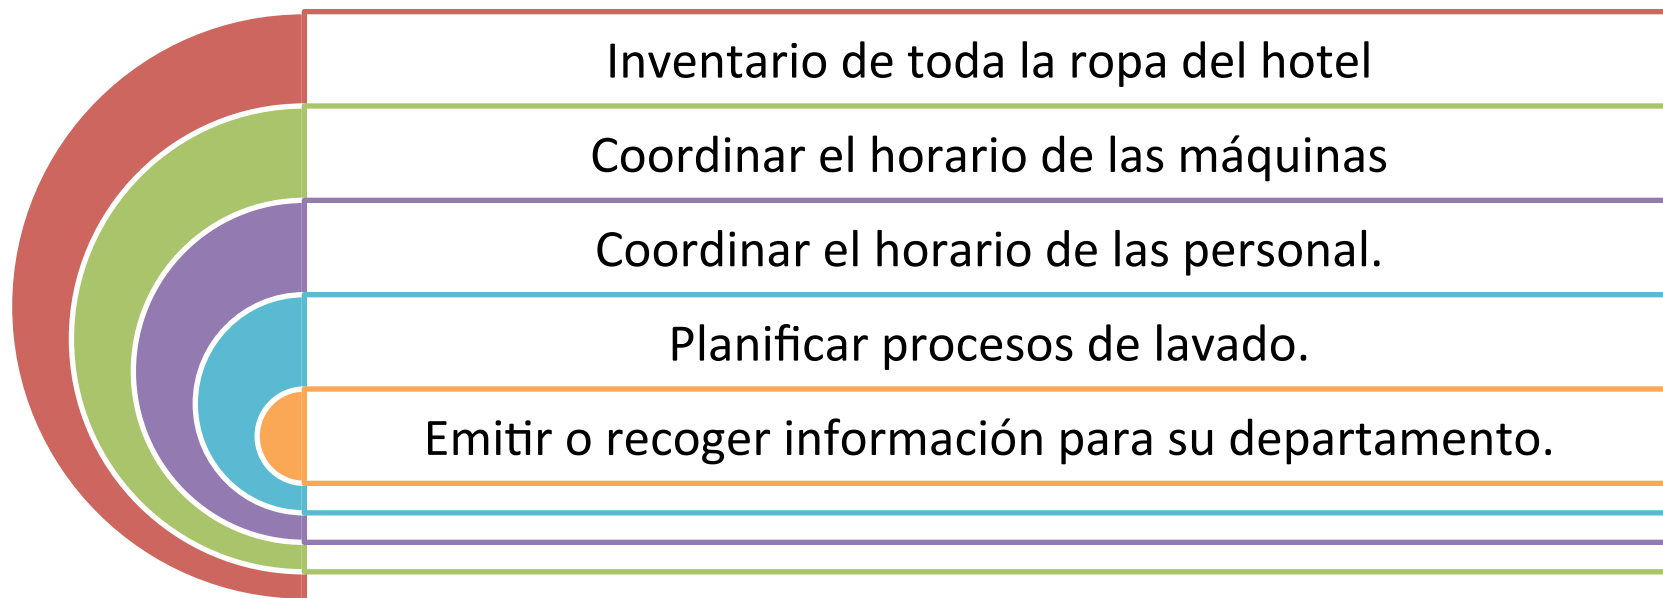 Inventario de toda la ropa del hotel
Coordinar el horario de las máquinas
Coordinar el horario de las personal.
Planificar procesos de lavado.
Emitir o recoger información para su departamento.